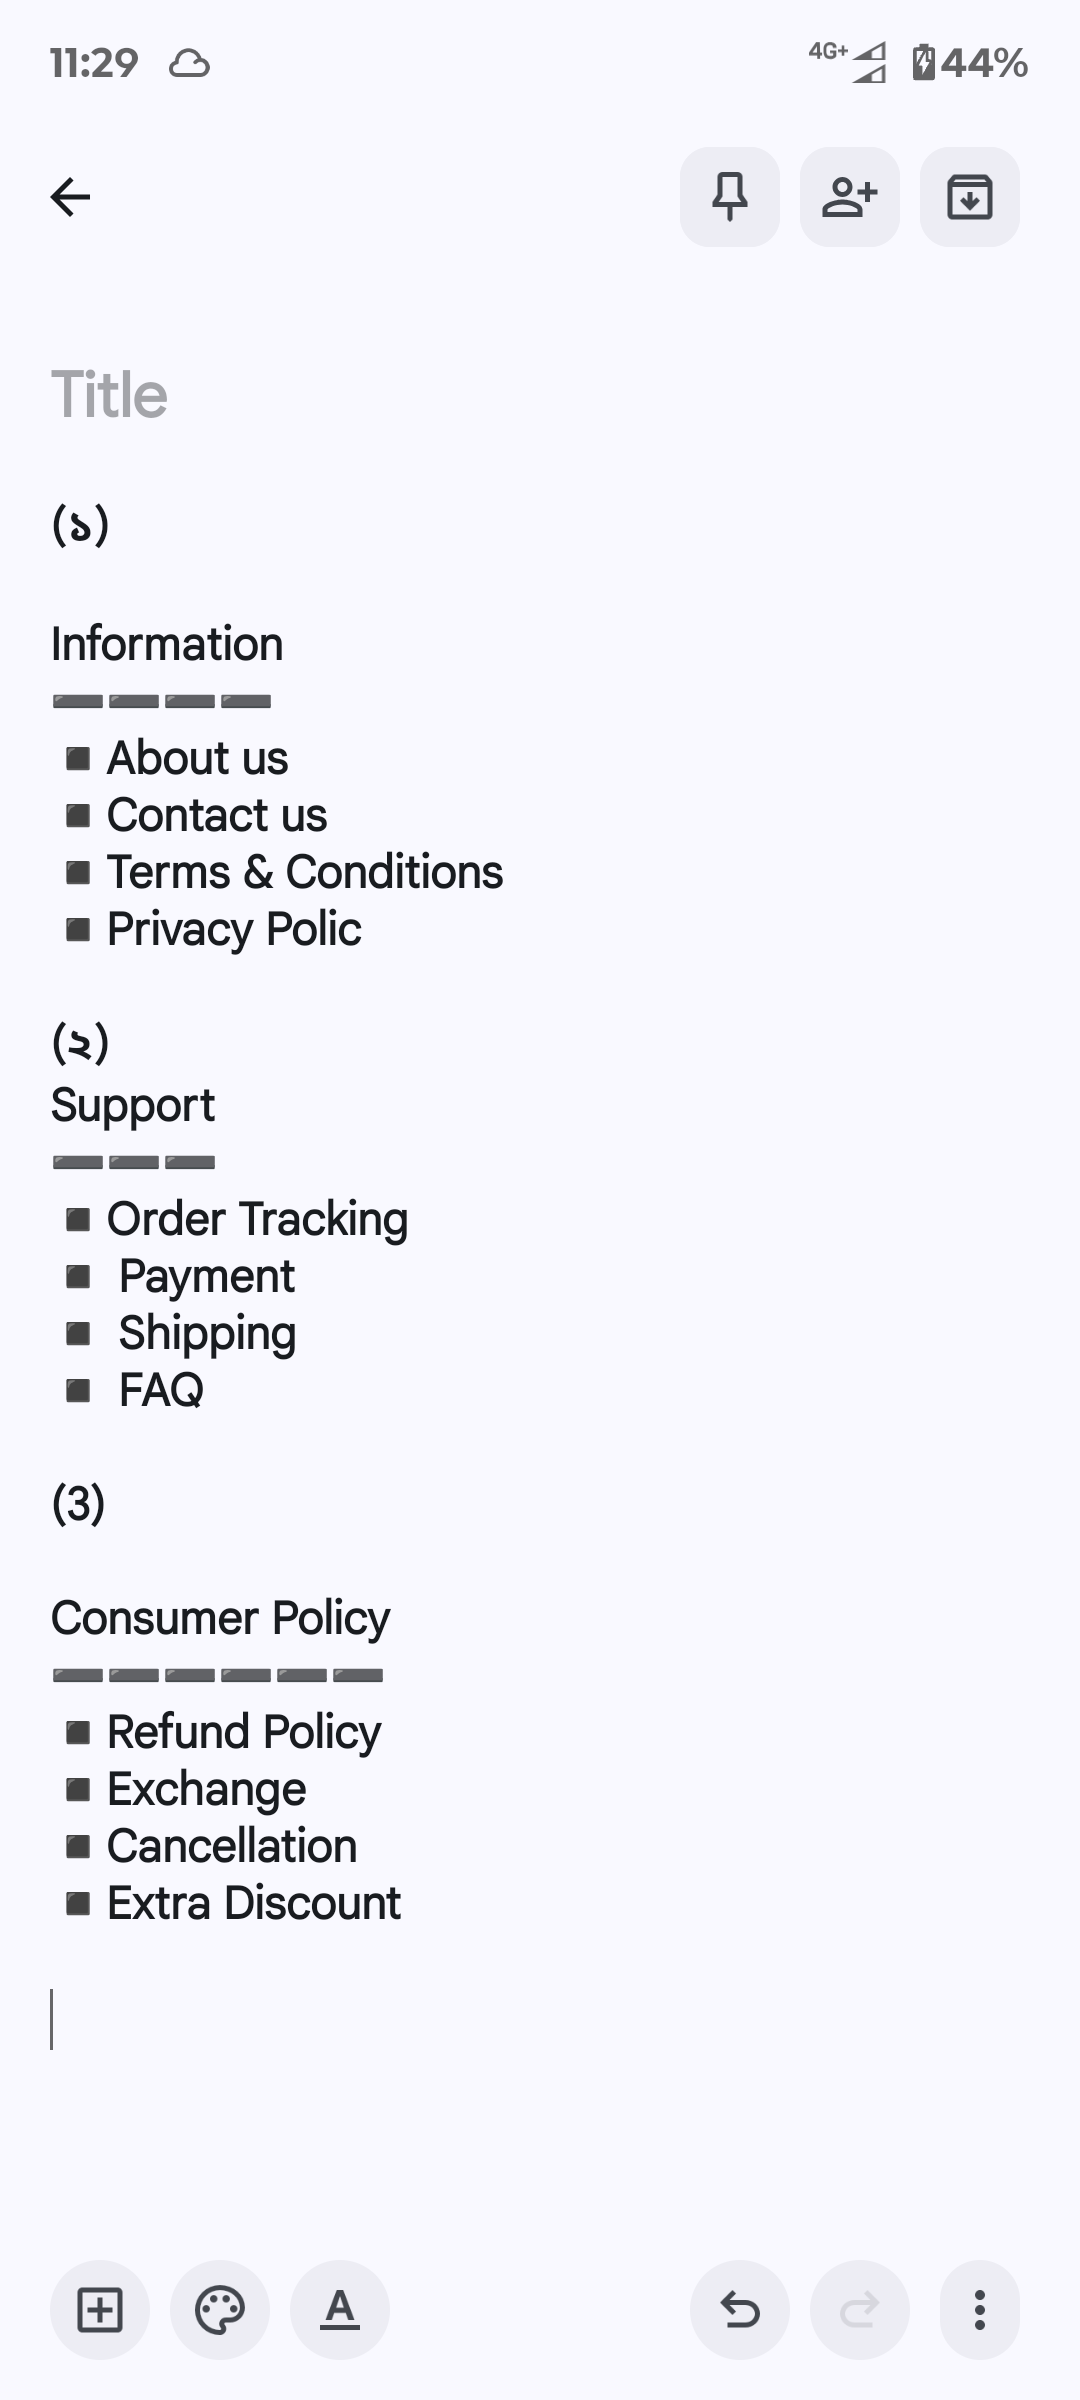 11:29
4G+
44%
Title
(১)
Information
➖➖➖➖
◾About us
◾Contact us
◾Terms & Conditions
◾Privacy Polic
(২)
Support
➖➖➖
◾Order Tracking
◾ Payment
◾ Shipping
◾ FAQ
(3)
Consumer Policy
➖➖➖➖➖➖
◾Refund Policy
◾Exchange
◾Cancellation
◾Extra Discount
A